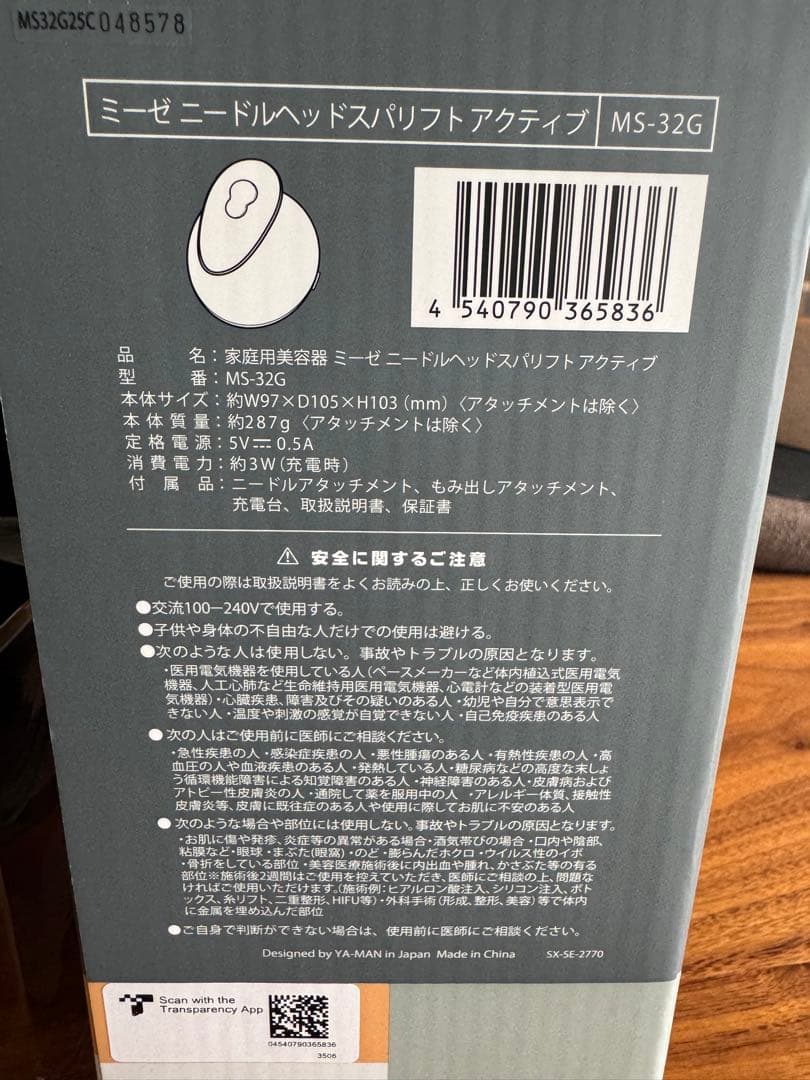 MS32G25C048578
ミーゼ ニードルヘッドスパリフト アクティブ MS-32G
4 540790 365836
品名：家庭用美容器 ミーゼ ニードルヘッドスパリフト アクティブ
型番：MS-32G
本体サイズ：約W97×D105×H103（mm）〈アタッチメントは除く〉
本体質量：約287g〈アタッチメントは除く〉
定格電源：5V⎓0.5A
消費電力：約3W（充電時）
付属品：ニードルアタッチメント、もみ出しアタッチメント、
充電台、取扱説明書、保証書
⚠ 安全に関するご注意
ご使用の際は取扱説明書をよくお読みの上、正しくお使いください。
●交流100−240Vで使用する。
●子供や身体の不自由な人だけでの使用は避ける。
●次のような人は使用しない。事故やトラブルの原因となります。
・医用電気機器を使用している人（ペースメーカーなど体内植込式医用電気
機器、人工心肺など生命維持用医用電気機器、心電計などの装着型医用電
気機器）・心臓疾患、障害及びその疑いのある人・幼児や自分で意思表示で
きない人・温度や刺激の感覚が自覚できない人・自己免疫疾患のある人
●次の人はご使用前に医師にご相談ください。
・急性疾患の人・感染症疾患の人・悪性腫瘍のある人・有熱性疾患の人・高
血圧の人や血液疾患のある人・発熱している人・糖尿病などの高度な末しょ
う循環機能障害による知覚障害のある人・神経障害のある人・皮膚病および
アトピー性皮膚炎の人・通院して薬を服用中の人・アレルギー体質、接触性
皮膚炎等、皮膚に既往症のある人や使用に際してお肌に不安のある人
●次のような場合や部位には使用しない。事故やトラブルの原因となります。
・お肌に傷や発疹、炎症等の異常がある場合・酒気帯びの場合・口内や陰部、
粘膜など・眼球・まぶた(眼窩)・のど・膨らんだホクロ・ウイルス性のイボ
・骨折をしている部位・美容医療施術後に内出血や腫れ、かさぶた等の有る
部位※施術後2週間はご使用を控えていただき、医師にご相談の上、問題な
ければご使用いただけます。（施術例：ヒアルロン酸注入、シリコン注入、ボト
ックス、糸リフト、二重整形、HIFU等）・外科手術（形成、整形、美容）等で体内
に金属を埋め込んだ部位
●ご自身で判断ができない場合は、使用前に医師にご相談ください。
Designed by YA-MAN in Japan Made in China SX-SE-2770
Scan with the
Transparency App
04540790365836
3506